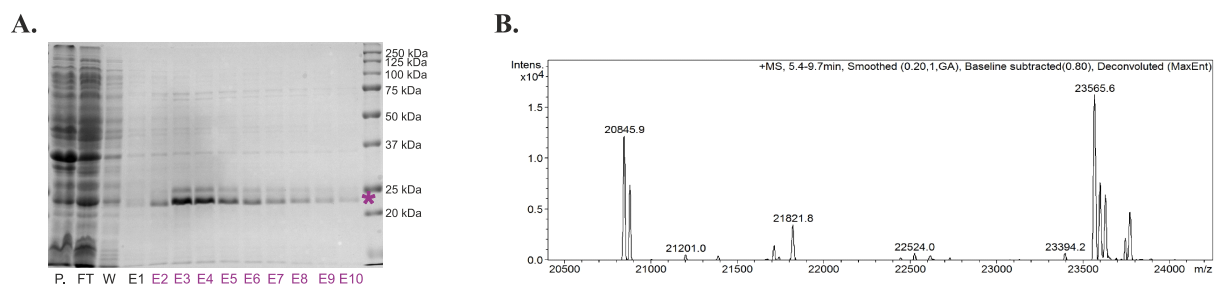 A.
250 kDa
125 kDa
100 kDa
75 kDa
50 kDa
37 kDa
25 kDa
*
20 kDa
P. FT W E1 E2 E3 E4 E5 E6 E7 E8 E9 E10
B.
Intens.
x10⁴
+MS, 5.4-9.7min, Smoothed (0.20,1,GA), Baseline subtracted(0.80), Deconvoluted (MaxEnt)
23565.6
1.5
20845.9
1.0
0.5
21821.8
21201.0
22524.0
23394.2
0.0
20500 21000 21500 22000 22500 23000 23500 24000 m/z